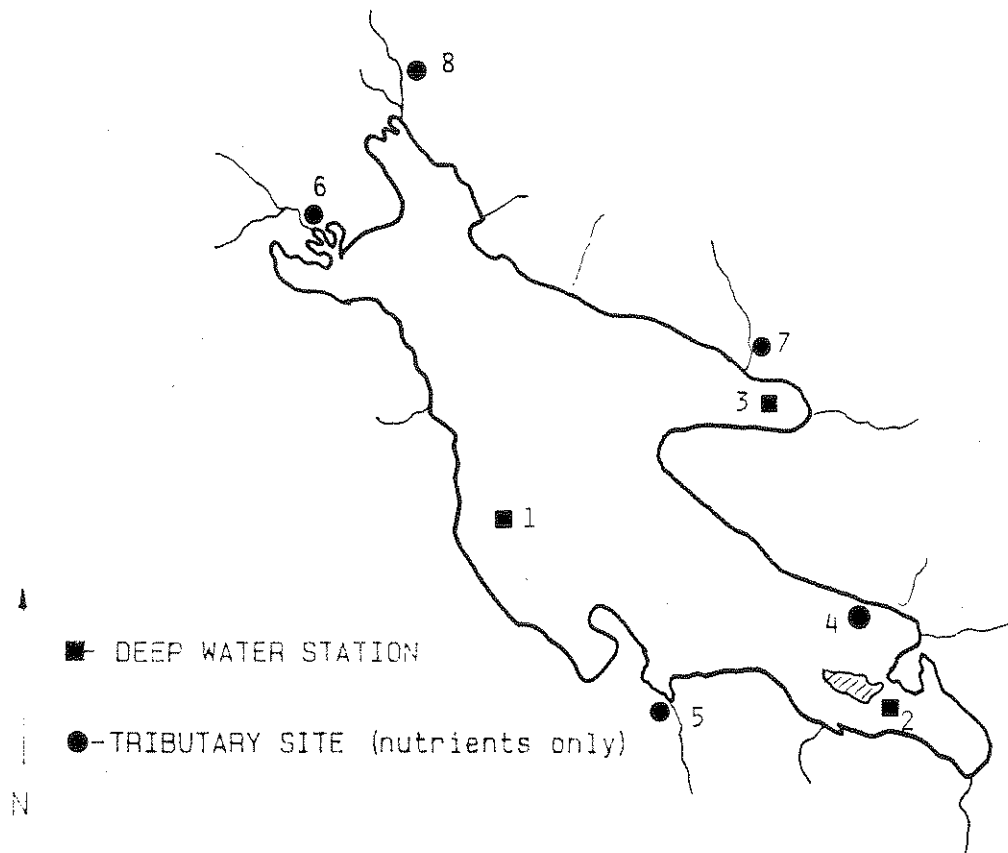 8
6
7
3
1
4
2
5
■- DEEP WATER STATION
●-TRIBUTARY SITE (nutrients only)
N